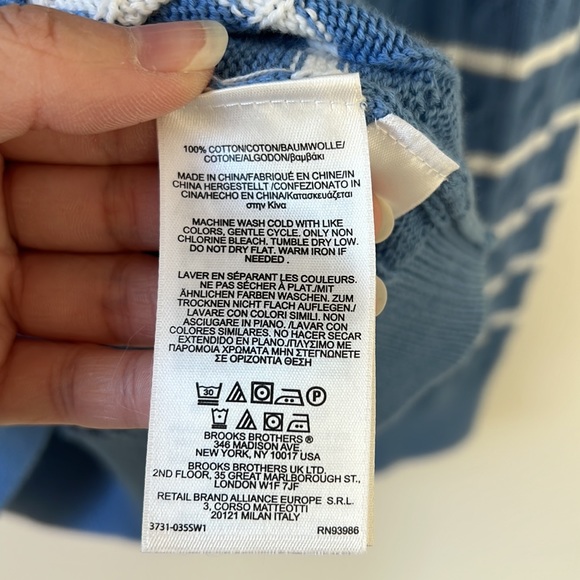 100% COTTON/COTON/BAUMWOLLE/
COTONE/ALGODON/βαμβάκι
MADE IN CHINA/FABRIQUÉ EN CHINE/IN
CHINA HERGESTELLT /CONFEZIONATO IN
CINA/HECHO EN CHINA/Κατασκευάζεται
στην Κίνα
MACHINE WASH COLD WITH LIKE
COLORS, GENTLE CYCLE. ONLY NON
CHLORINE BLEACH. TUMBLE DRY LOW.
DO NOT DRY FLAT. WARM IRON IF
NEEDED .
LAVER EN SÉPARANT LES COULEURS.
NE PAS SÉCHER À PLAT./MIT
ÄHNLICHEN FARBEN WASCHEN. ZUM
TROCKNEN NICHT FLACH AUFLEGEN./
LAVARE CON COLORI SIMILI. NON
ASCIUGARE IN PIANO. /LAVAR CON
COLORES SIMILARES. NO HACER SECAR
EXTENDIDO EN PLANO./ΠΛΥΣΙΜΟ ΜΕ
ΠΑΡΟΜΟΙΑ ΧΡΩΜΑΤΑ ΜΗΝ ΣΤΕΓΝΩΝΕΤΕ
ΣΕ ΟΡΙΖΟΝΤΙΑ ΘΕΣΗ
30 P
BROOKS BROTHERS ®
346 MADISON AVE,
NEW YORK, NY 10017 USA
BROOKS BROTHERS UK LTD.
2ND FLOOR, 35 GREAT MARLBOROUGH ST.,
LONDON W1F 7JF
RETAIL BRAND ALLIANCE EUROPE S.R.L.
3, CORSO MATTEOTTI
20121 MILAN ITALY
3731-035SW1 RN93986